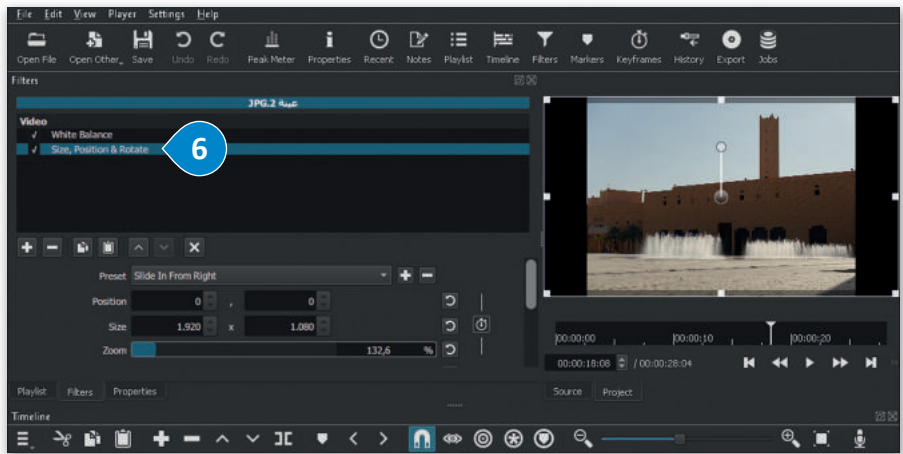 File Edit View Player Settings Help
Open File Open Other... Save Undo Redo Peak Meter Properties Recent Notes Playlist Timeline Filters Markers Keyframes History Export Jobs
Filters
عينة 2.JPG
Video
✓ White Balance
✓ Size, Position & Rotate
6
Preset Slide In From Right
Position 0 , 0
Size 1.920 x 1.080
Zoom 132,6 %
00:00:00 00:00:10 00:00:20
00:00:18:08 / 00:00:28:04
Playlist Filters Properties
Source Project
Timeline